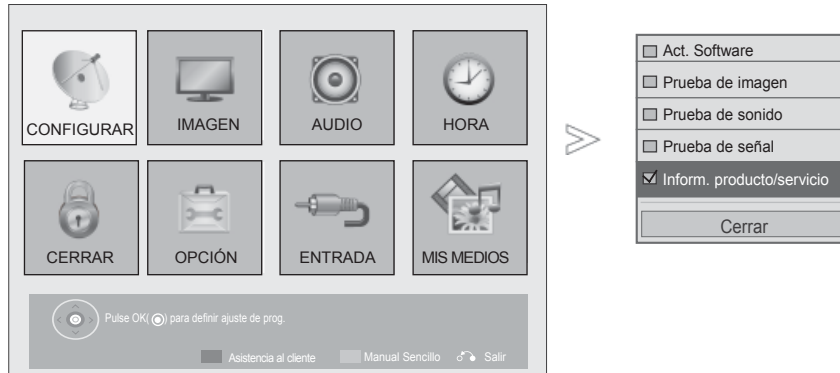 CONFIGURAR IMAGEN AUDIO HORA
CERRAR OPCIÓN ENTRADA MIS MEDIOS
Pulse OK( ) para definir ajuste de prog.
Asistencia al cliente Manual Sencillo Salir
Act. Software
Prueba de imagen
Prueba de sonido
Prueba de señal
Inform. producto/servicio
Cerrar